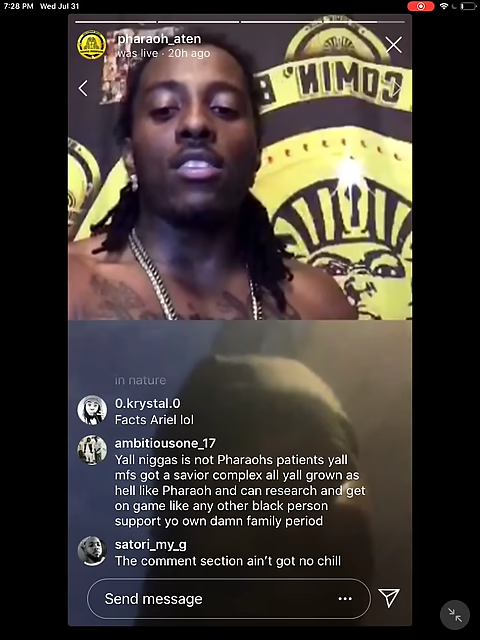 7:28 PM Wed Jul 31
pharaoh_aten
was live · 20h ago
COMIN' B
in nature
0.krystal.0
Facts Ariel lol
ambitiousone_17
Yall niggas is not Pharaohs patients yall
mfs got a savior complex all yall grown as
hell like Pharaoh and can research and get
on game like any other black person
support yo own damn family period
satori_my_g
The comment section ain't got no chill
Send message